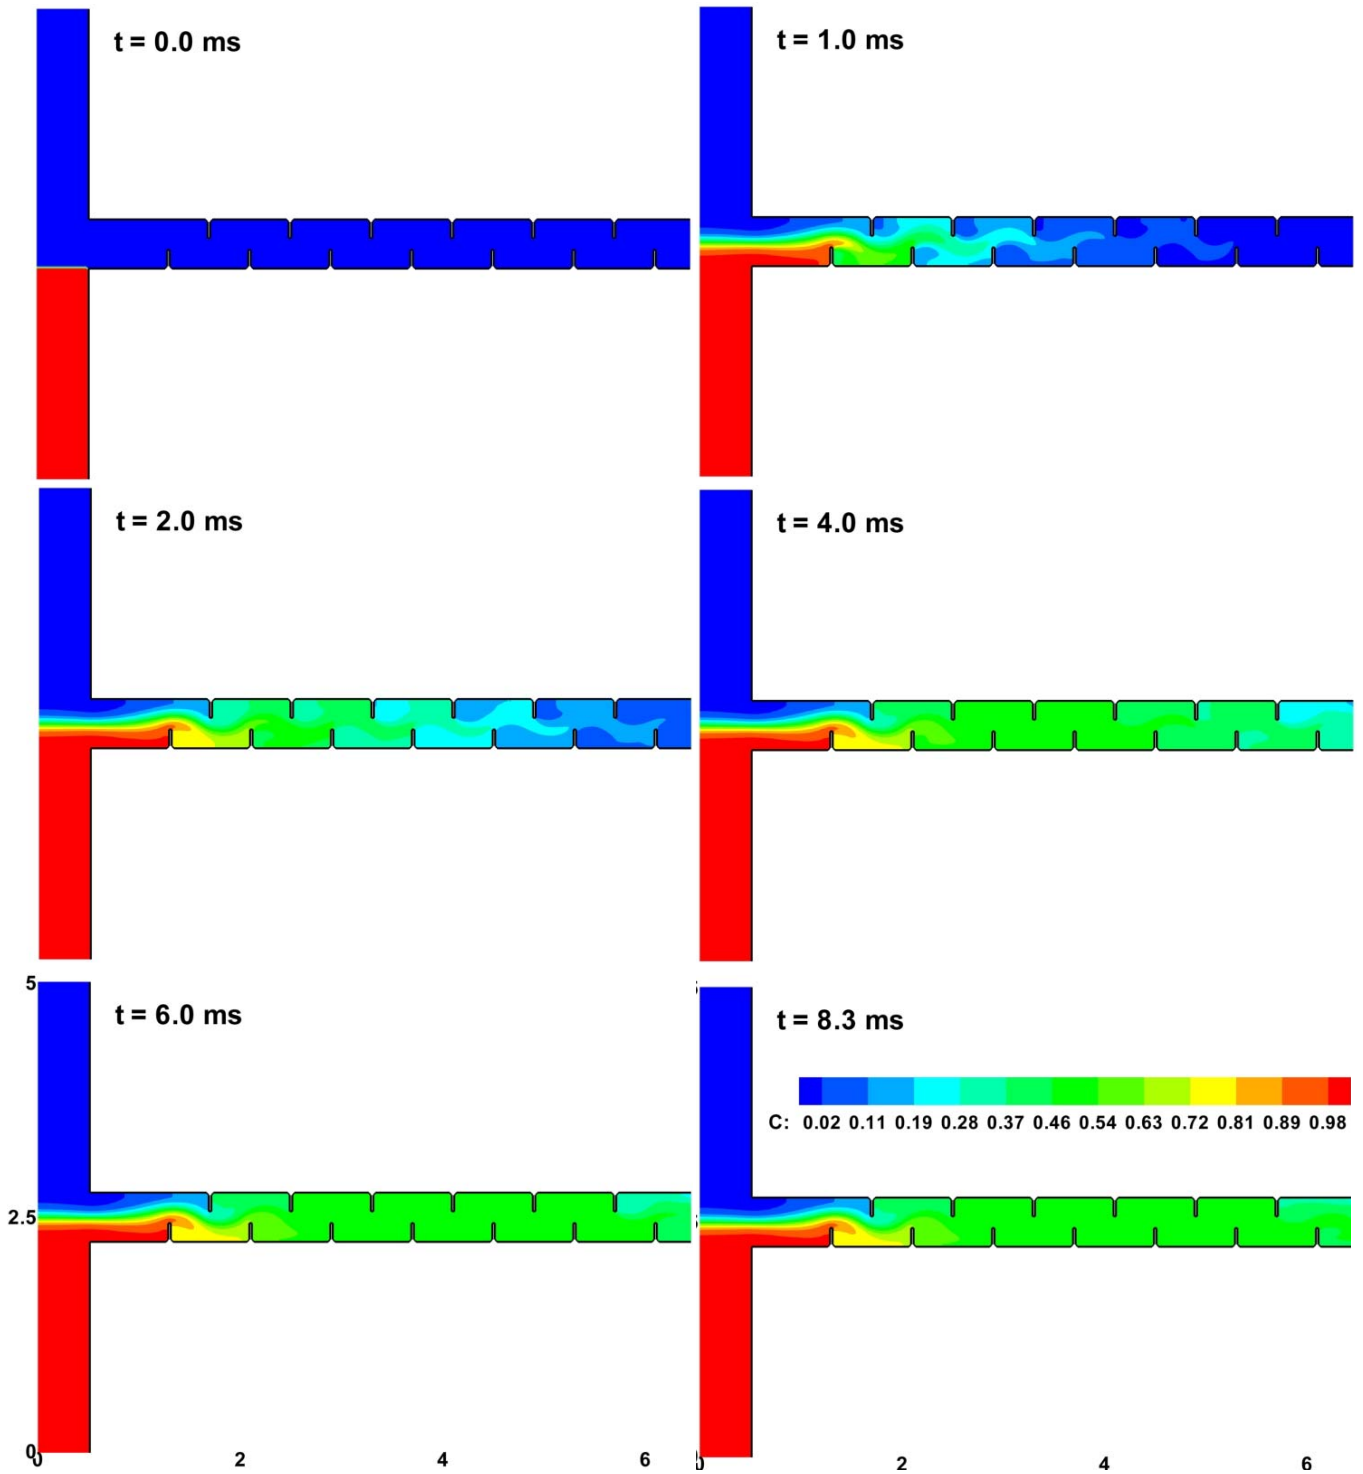 t = 0.0 ms
t = 1.0 ms
t = 2.0 ms
t = 4.0 ms
5
t = 6.0 ms
t = 8.3 ms
C: 0.02 0.11 0.19 0.28 0.37 0.46 0.54 0.63 0.72 0.81 0.89 0.98
2.5
0
0 2 4 6
0 2 4 6